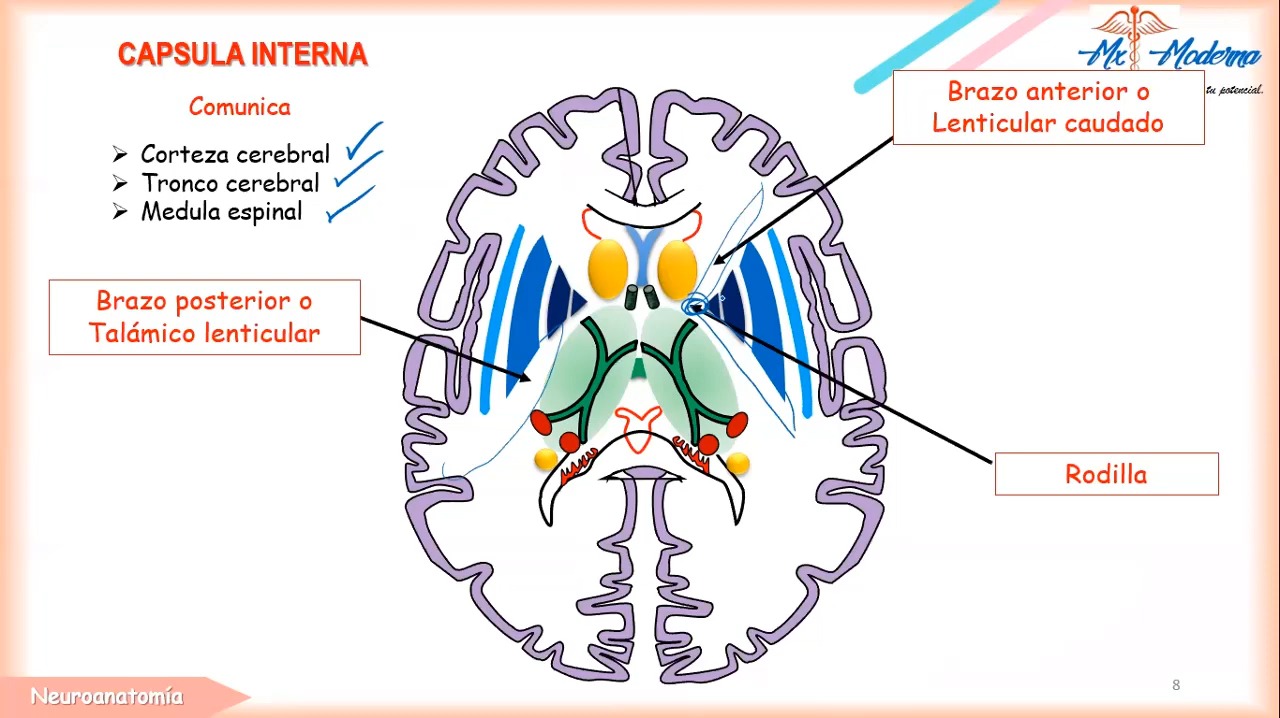 CAPSULA INTERNA
Comunica
Corteza cerebral
Tronco cerebral
Medula espinal
Mx Moderna
tu potencial.
Brazo anterior o
Lenticular caudado
Brazo posterior o
Talámico lenticular
Rodilla
Neuroanatomía
8